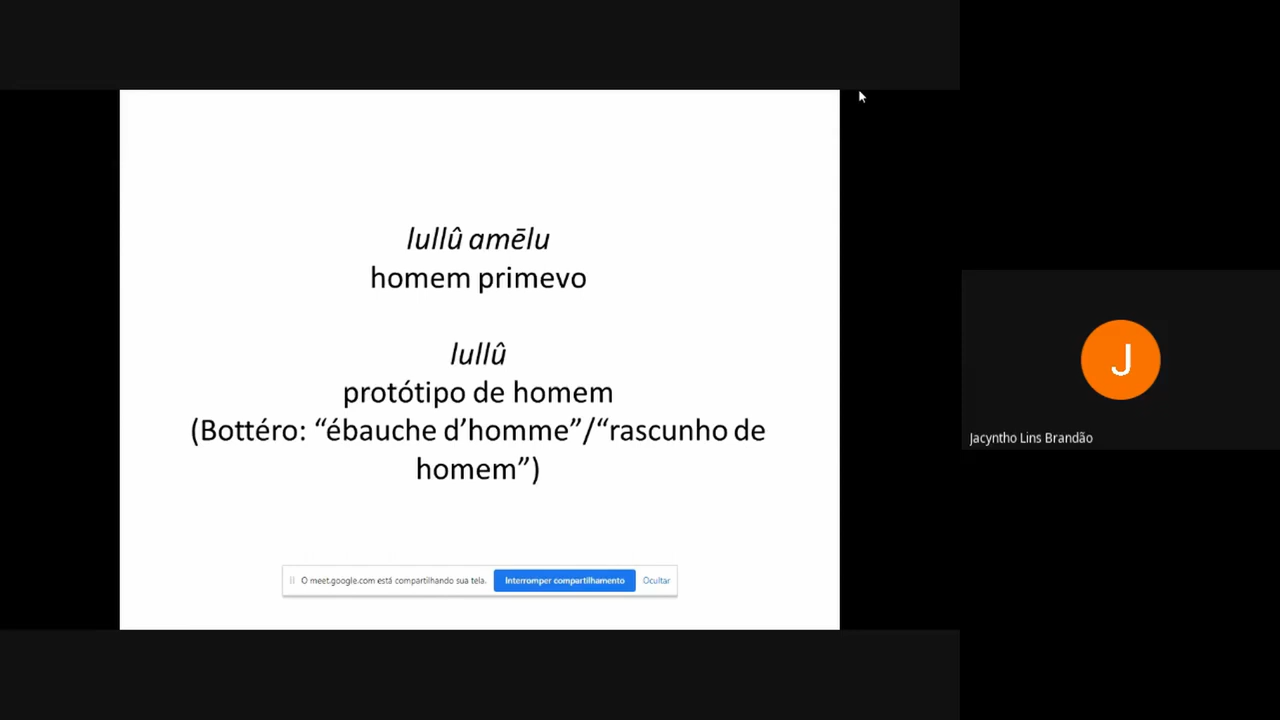 lullû amēlu
homem primevo
lullû
protótipo de homem
(Bottéro: “ébauche d’homme”/“rascunho de
homem”)
O meet.google.com está compartilhando sua tela.
Interromper compartilhamento
Ocultar
J
Jacyntho Lins Brandão